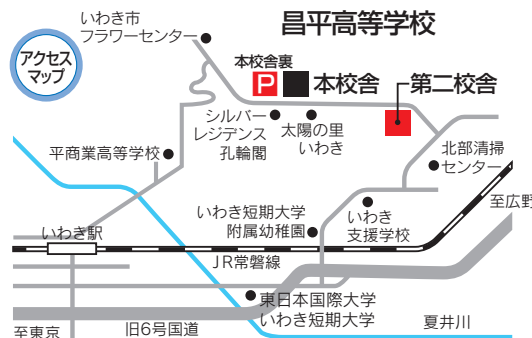 アクセス
マップ
いわき市
フラワーセンター
昌平高等学校
本校舎裏
P
本校舎
第二校舎
シルバー
レジデンス
孔輪閣
太陽の里
いわき
平商業高等学校
北部清掃
センター
至広野
いわき短期大学
附属幼稚園
いわき
支援学校
いわき駅
JR常磐線
東日本国際大学
いわき短期大学
至東京
旧6号国道
夏井川